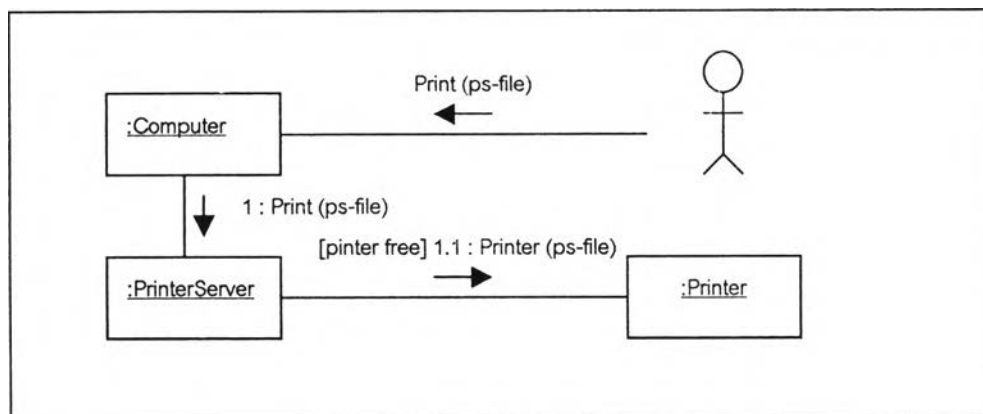 Print (ps-file)
:Computer
1 : Print (ps-file)
[pinter free] 1.1 : Printer (ps-file)
:PrinterServer
:Printer